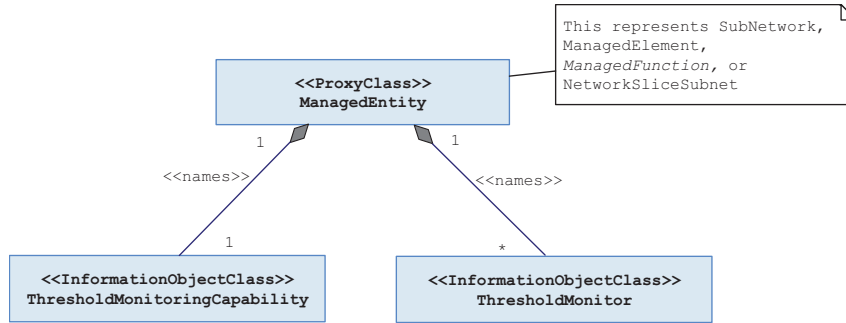 This represents SubNetwork,
ManagedElement,
ManagedFunction, or
NetworkSliceSubnet
<<ProxyClass>>
ManagedEntity
1
1
<<names>>
<<names>>
1
*
<<InformationObjectClass>>
ThresholdMonitoringCapability
<<InformationObjectClass>>
ThresholdMonitor